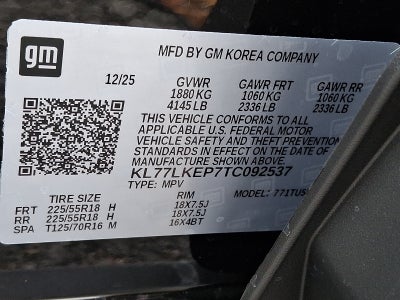 gm
MFD BY GM KOREA COMPANY
12/25 GVWR GAWR FRT GAWR RR
1880 KG 1060 KG 1060 KG
4145 LB 2336 LB 2336 LB
THIS VEHICLE CONFORMS TO ALL
APPLICABLE U.S. FEDERAL MOTOR
VEHICLE SAFETY AND THEFT PREVENTION
STANDARDS IN EFFECT ON THE DATE OF
MANUFACTURE SHOWN ABOVE.
KL77LKEP7TC092537
TYPE: MPV MODEL: 771TUS
TIRE SIZE RIM
FRT 225/55R18 H 18X7.5J
RR 225/55R18 H 18X7.5J
SPA T125/70R16 M 16X4BT